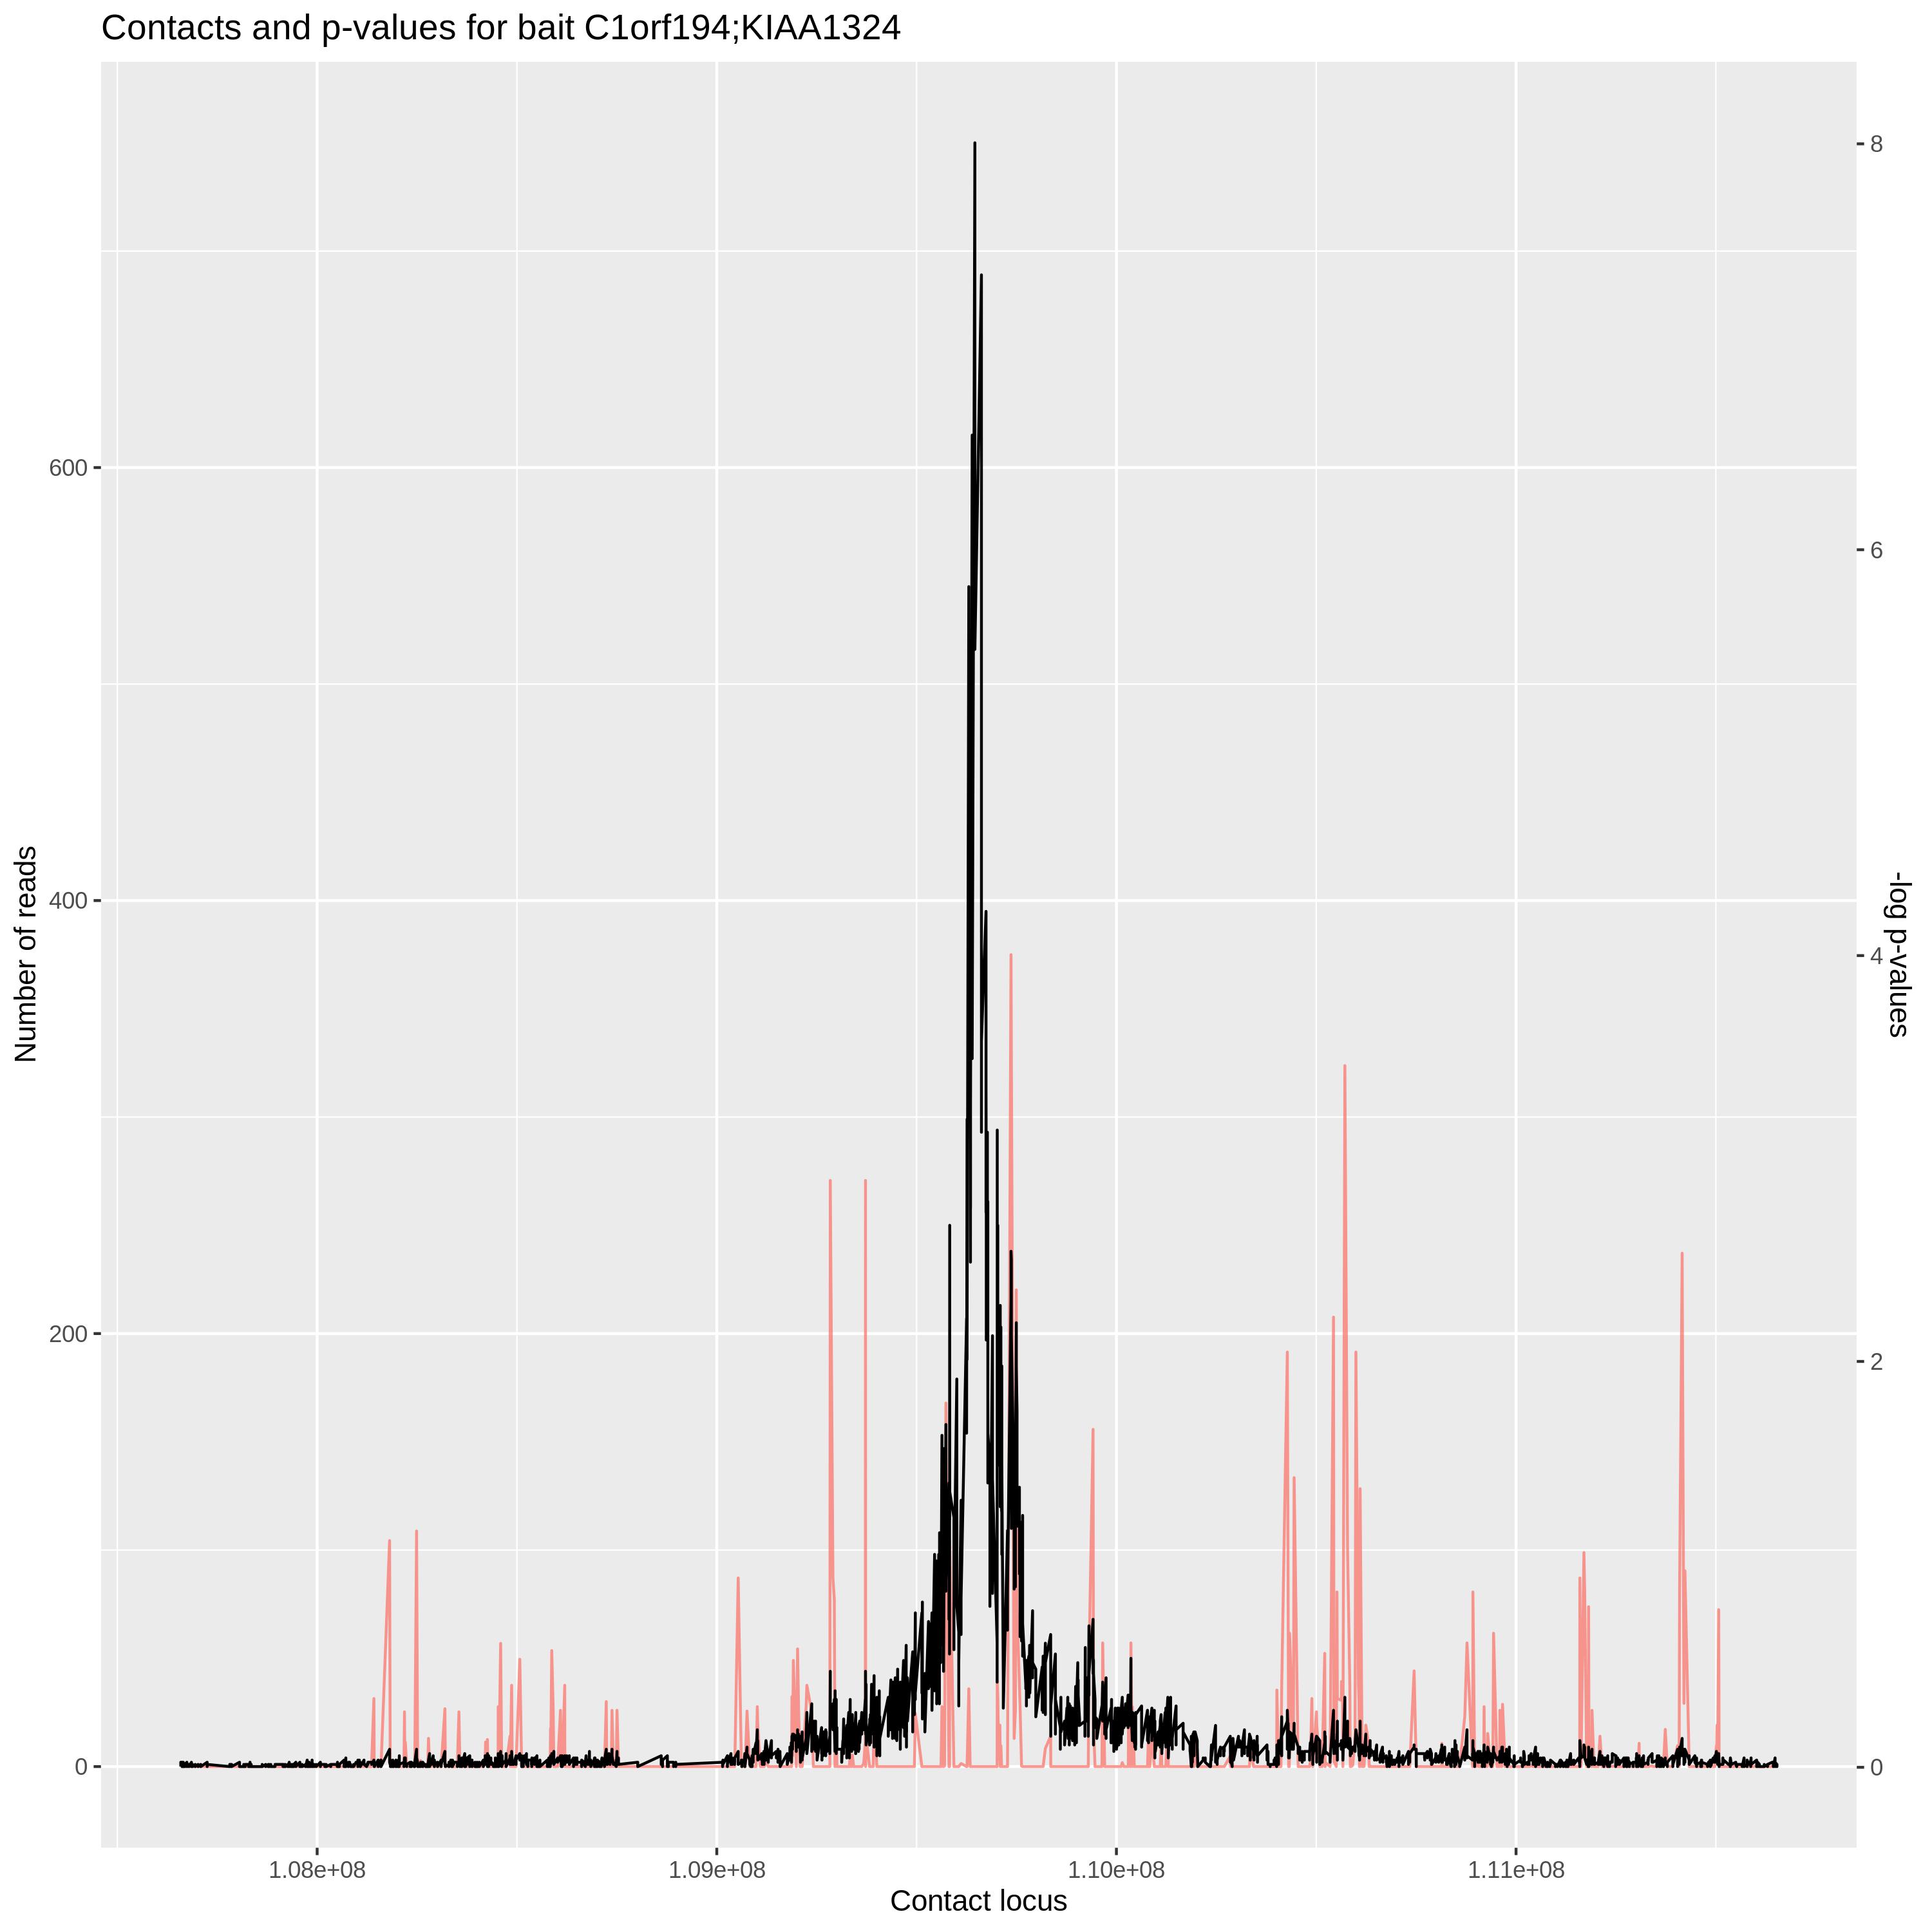 Contacts and p-values for bait C1orf194;KIAA1324
Number of reads
600
400
200
0
8
6
4
2
0
-log p-values
1.08e+08
1.09e+08
1.10e+08
1.11e+08
Contact locus